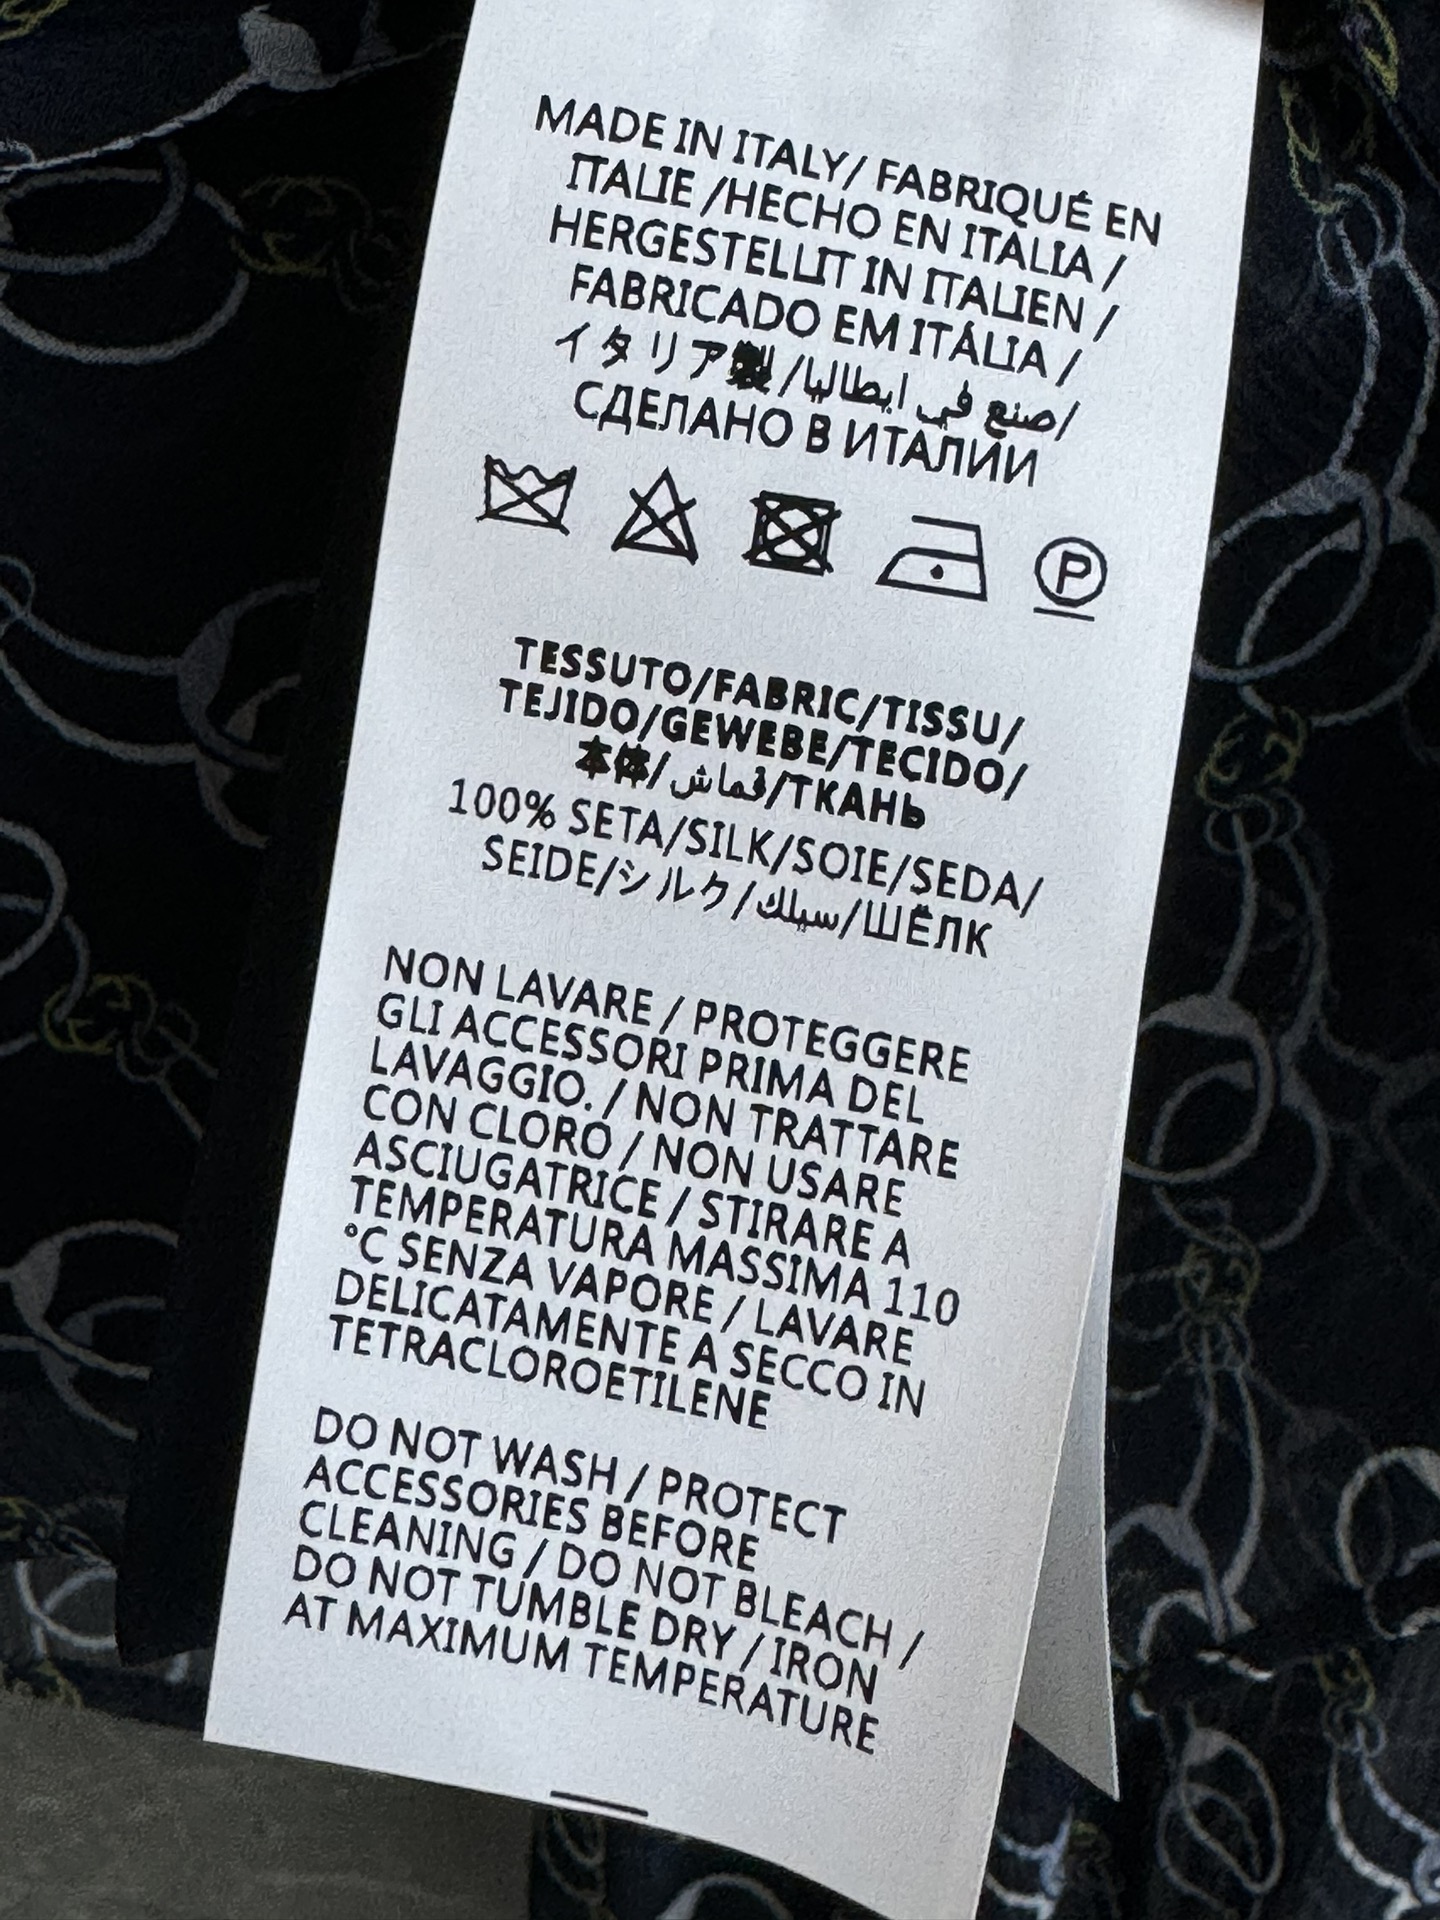 MADE IN ITALY/ FABRIQUÉ EN
ITALIE /HECHO EN ITALIA /
HERGESTELLIT IN ITALIEN /
FABRICADO EM ITÁLIA /
イタリア製 /صنع في ايطاليا/
СДЕЛАНО В ИТАЛИИ
P
TESSUTO/FABRIC/TISSU/
TEJIDO/GEWEBE/TECIDO/
本体/قماش/ТКАНЬ
100% SETA/SILK/SOIE/SEDA/
SEIDE/シルク/سيلك/ШЁЛК
NON LAVARE / PROTEGGERE
GLI ACCESSORI PRIMA DEL
LAVAGGIO. / NON TRATTARE
CON CLORO / NON USARE
ASCIUGATRICE / STIRARE A
TEMPERATURA MASSIMA 110
°C SENZA VAPORE / LAVARE
DELICATAMENTE A SECCO IN
TETRACLOROETILENE
DO NOT WASH / PROTECT
ACCESSORIES BEFORE
CLEANING / DO NOT BLEACH /
DO NOT TUMBLE DRY / IRON
AT MAXIMUM TEMPERATURE